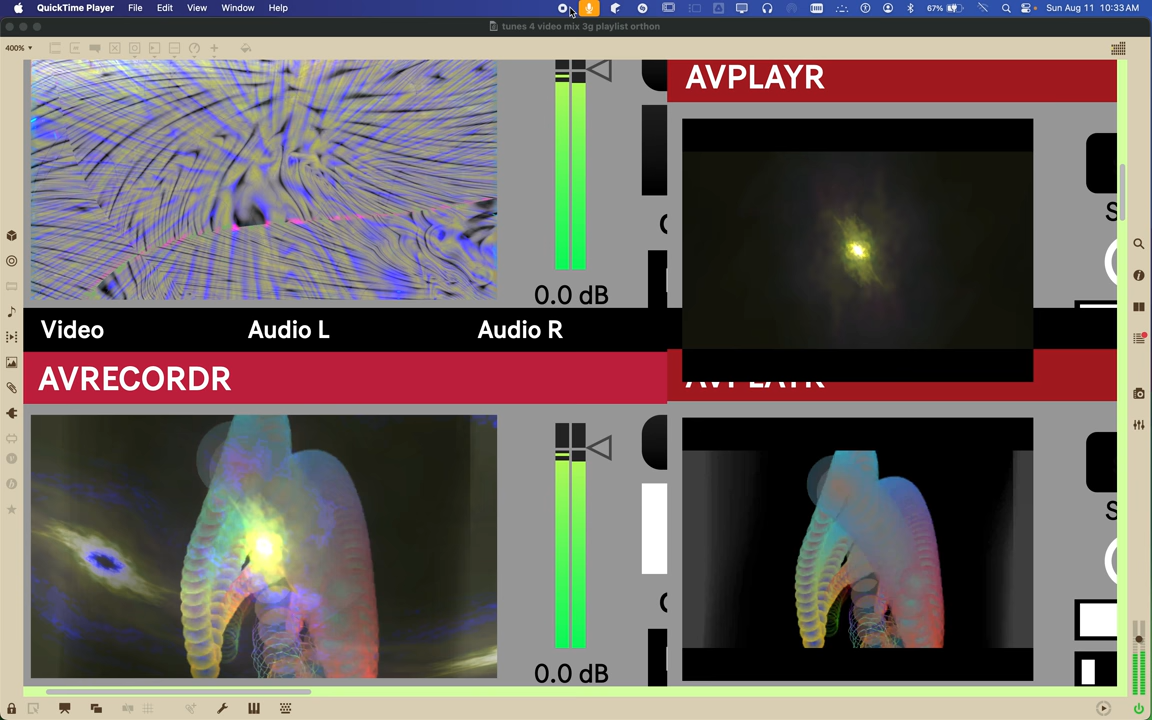 QuickTime Player File Edit View Window Help 67% Sun Aug 11 10:33 AM
tunes 4 video mix 3g playlist orthon
400%
AVPLAYR
S
0.0 dB
Video Audio L Audio R
AVRECORDR
AVPLAYR
S
0.0 dB